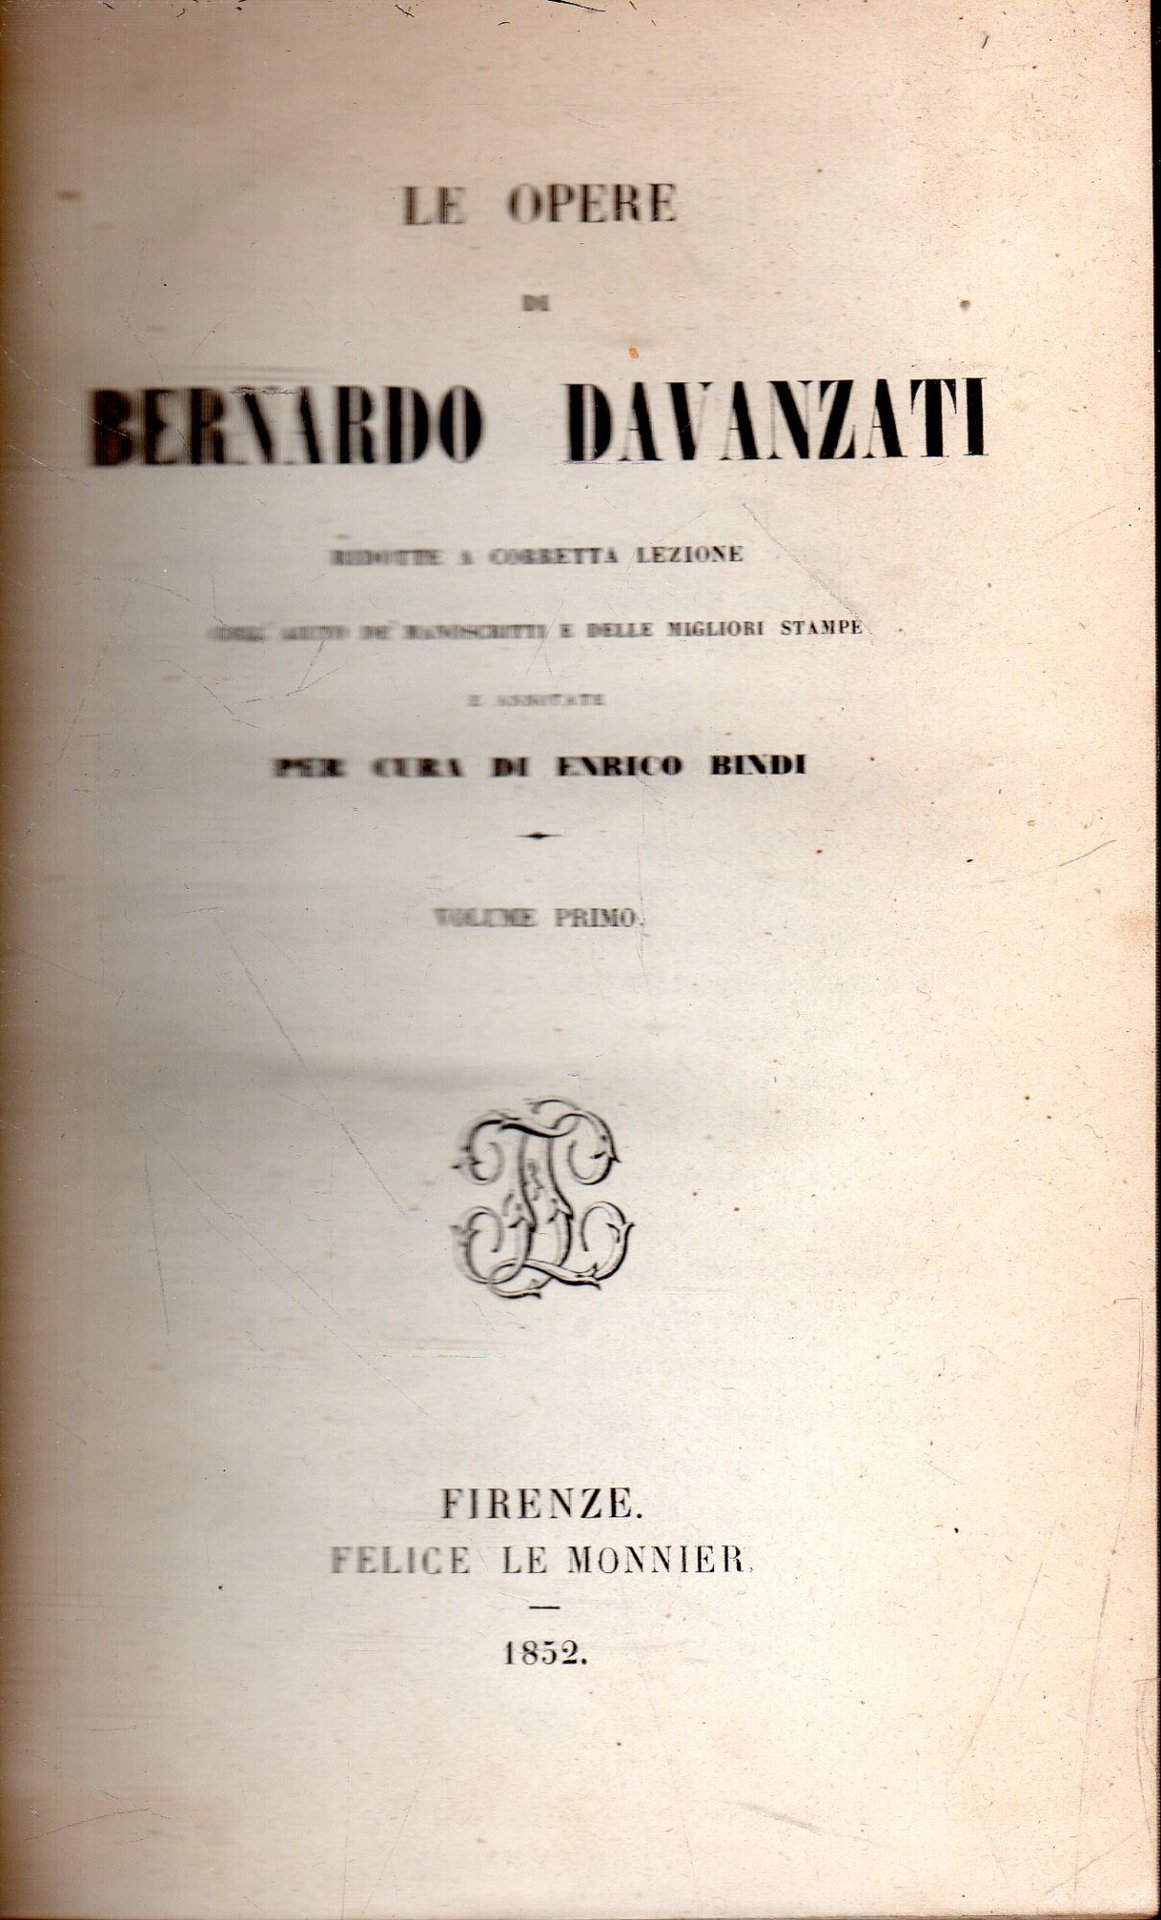 LE OPERE
DI
BERNARDO DAVANZATI
RIDOTTE A CORRETTA LEZIONE
COLL' AIUTO DE' MANOSCRITTI E DELLE MIGLIORI STAMPE
E ANNOTATE
PER CURA DI ENRICO BINDI
VOLUME PRIMO.
FIRENZE.
FELICE LE MONNIER.
1852.